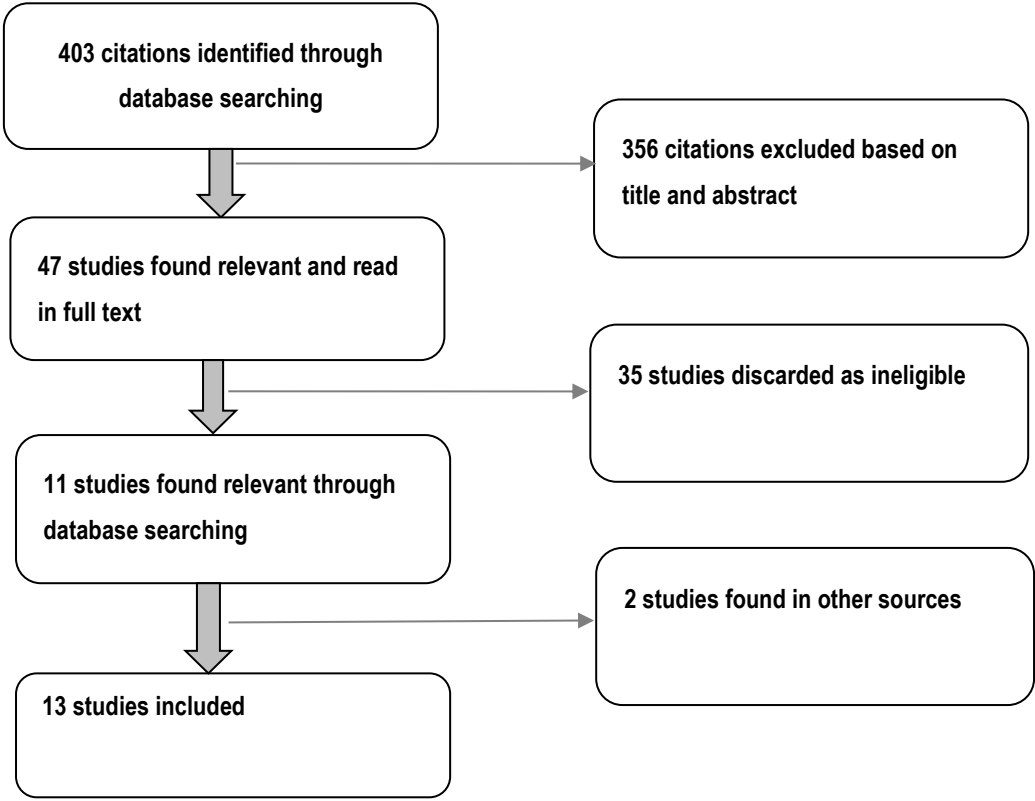 403 citations identified through
database searching
356 citations excluded based on
title and abstract
47 studies found relevant and read
in full text
35 studies discarded as ineligible
11 studies found relevant through
database searching
2 studies found in other sources
13 studies included